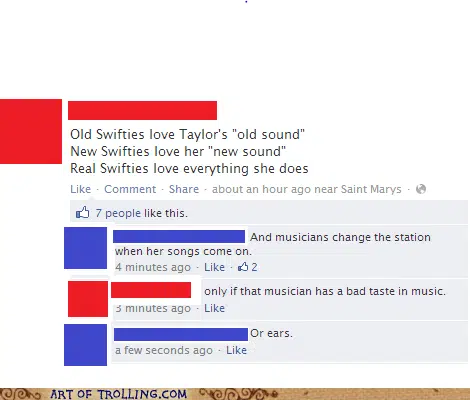 Old Swifties love Taylor's "old sound"
New Swifties love her "new sound"
Real Swifties love everything she does
Like · Comment · Share · about an hour ago near Saint Marys ·
7 people like this.
And musicians change the station
when her songs come on.
4 minutes ago · Like · 2
only if that musician has a bad taste in music.
3 minutes ago · Like
Or ears.
a few seconds ago · Like
ART OF TROLLING.COM